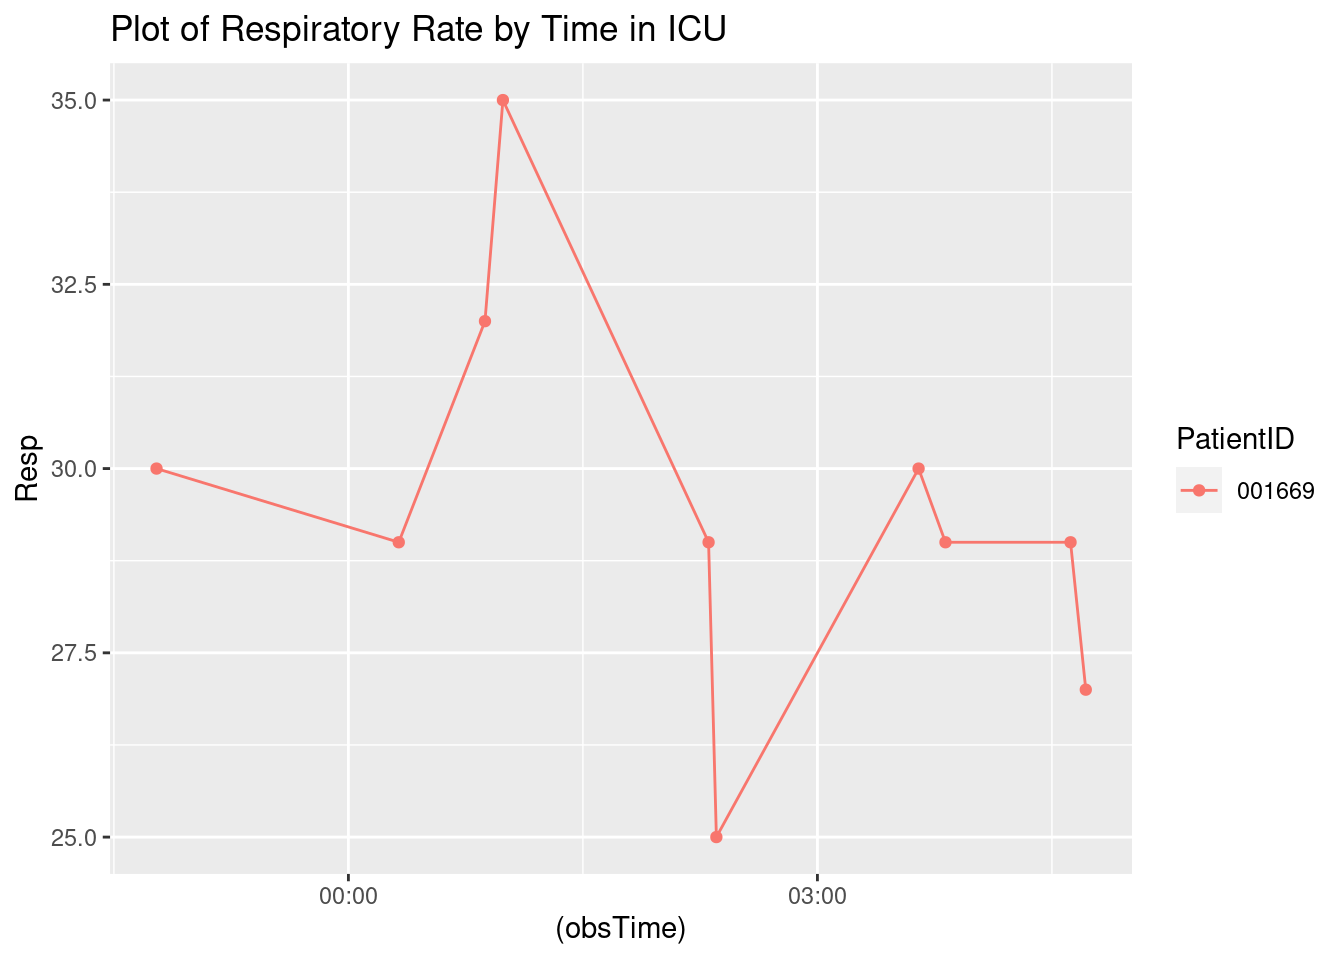 Plot of Respiratory Rate by Time in ICU
35.0
32.5
30.0
27.5
25.0
Resp
00:00 03:00
(obsTime)
PatientID
001669